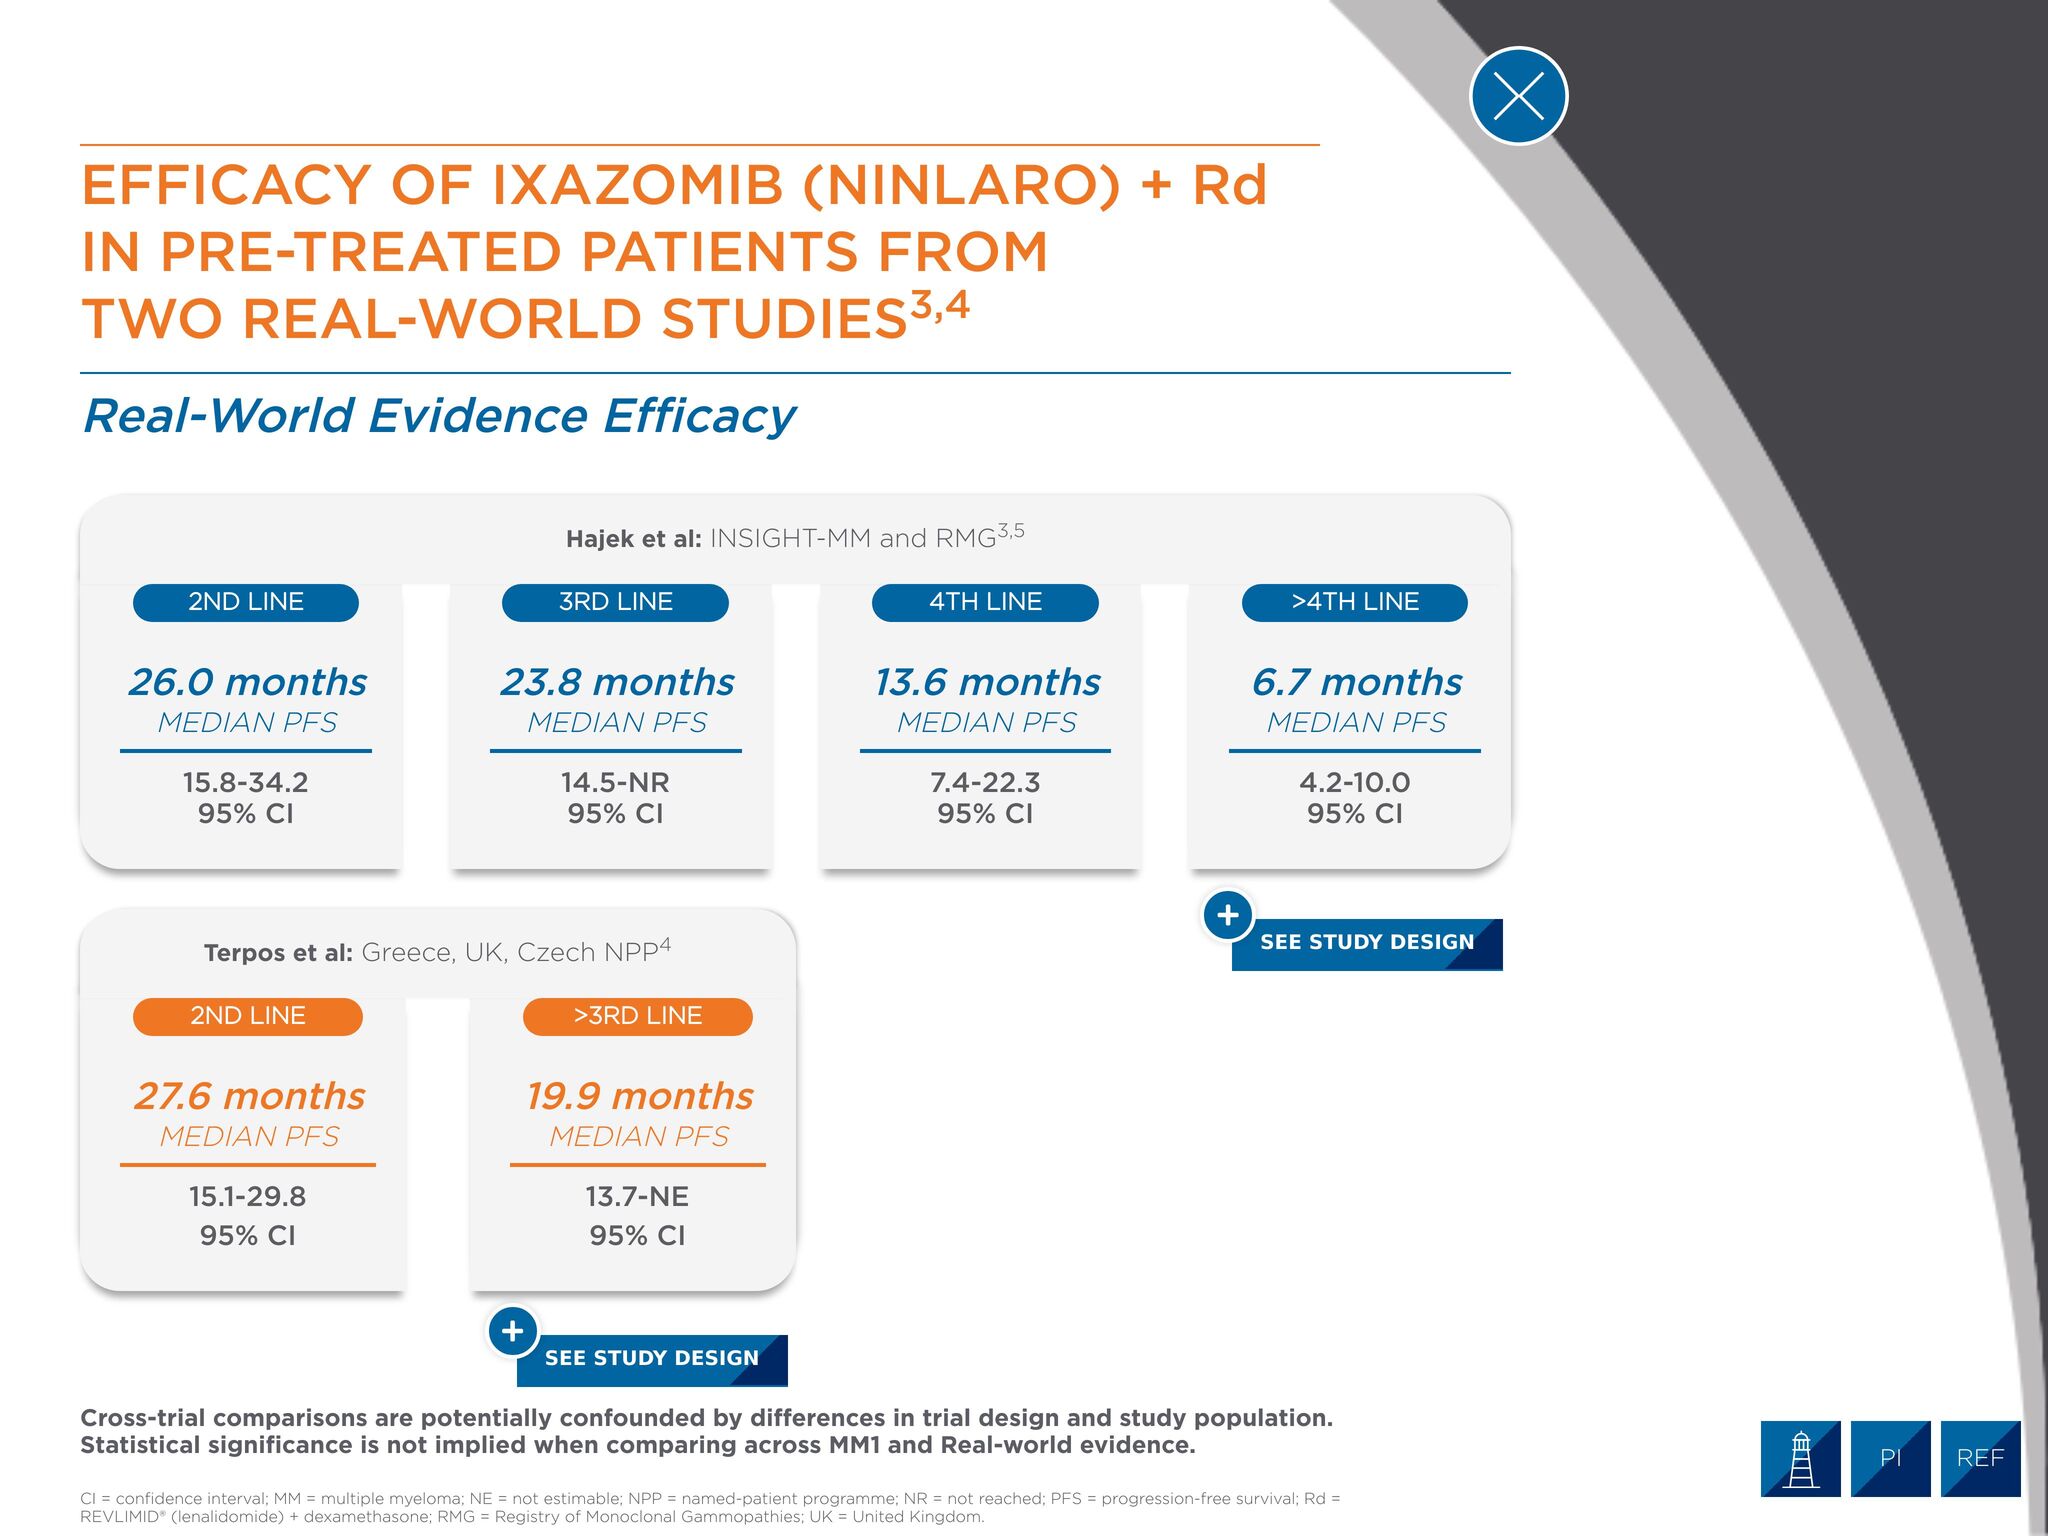 EFFICACY OF IXAZOMIB (NINLARO) + Rd
IN PRE-TREATED PATIENTS FROM
TWO REAL-WORLD STUDIES3,4
Real-World Evidence Efficacy
Hajek et al: INSIGHT-MM and RMG3,5
2ND LINE
26.0 months
MEDIAN PFS
15.8-34.2
95% CI
3RD LINE
23.8 months
MEDIAN PFS
14.5-NR
95% CI
4TH LINE
13.6 months
MEDIAN PFS
7.4-22.3
95% CI
>4TH LINE
6.7 months
MEDIAN PFS
4.2-10.0
95% CI
SEE STUDY DESIGN
Terpos et al: Greece, UK, Czech NPP4
2ND LINE
27.6 months
MEDIAN PFS
15.1-29.8
95% CI
>3RD LINE
19.9 months
MEDIAN PFS
13.7-NE
95% CI
SEE STUDY DESIGN
Cross-trial comparisons are potentially confounded by differences in trial design and study population.
Statistical significance is not implied when comparing across MM1 and Real-world evidence.
CI = confidence interval; MM = multiple myeloma; NE = not estimable; NPP = named-patient programme; NR = not reached; PFS = progression-free survival; Rd =
REVLIMID® (lenalidomide) + dexamethasone; RMG = Registry of Monoclonal Gammopathies; UK = United Kingdom.
PI
REF